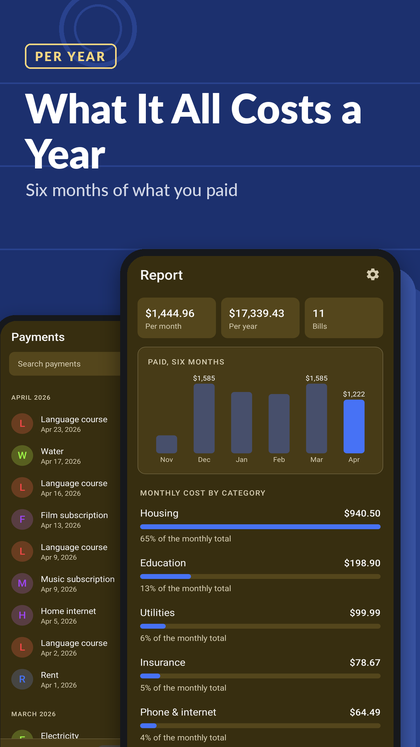 PER YEAR
What It All Costs a
Year
Six months of what you paid
Payments
Search payments
APRIL 2026
L
Language course
Apr 23, 2026
W
Water
Apr 17, 2026
L
Language course
Apr 16, 2026
F
Film subscription
Apr 13, 2026
L
Language course
Apr 9, 2026
M
Music subscription
Apr 9, 2026
H
Home internet
Apr 5, 2026
L
Language course
Apr 2, 2026
R
Rent
Apr 1, 2026
MARCH 2026
Electricity
Report
$1,444.96
Per month
$17,339.43
Per year
11
Bills
PAID, SIX MONTHS
$1,585
$1,585
$1,222
Nov
Dec
Jan
Feb
Mar
Apr
MONTHLY COST BY CATEGORY
Housing $940.50
65% of the monthly total
Education $198.90
13% of the monthly total
Utilities $99.99
6% of the monthly total
Insurance $78.67
5% of the monthly total
Phone & internet $64.49
4% of the monthly total